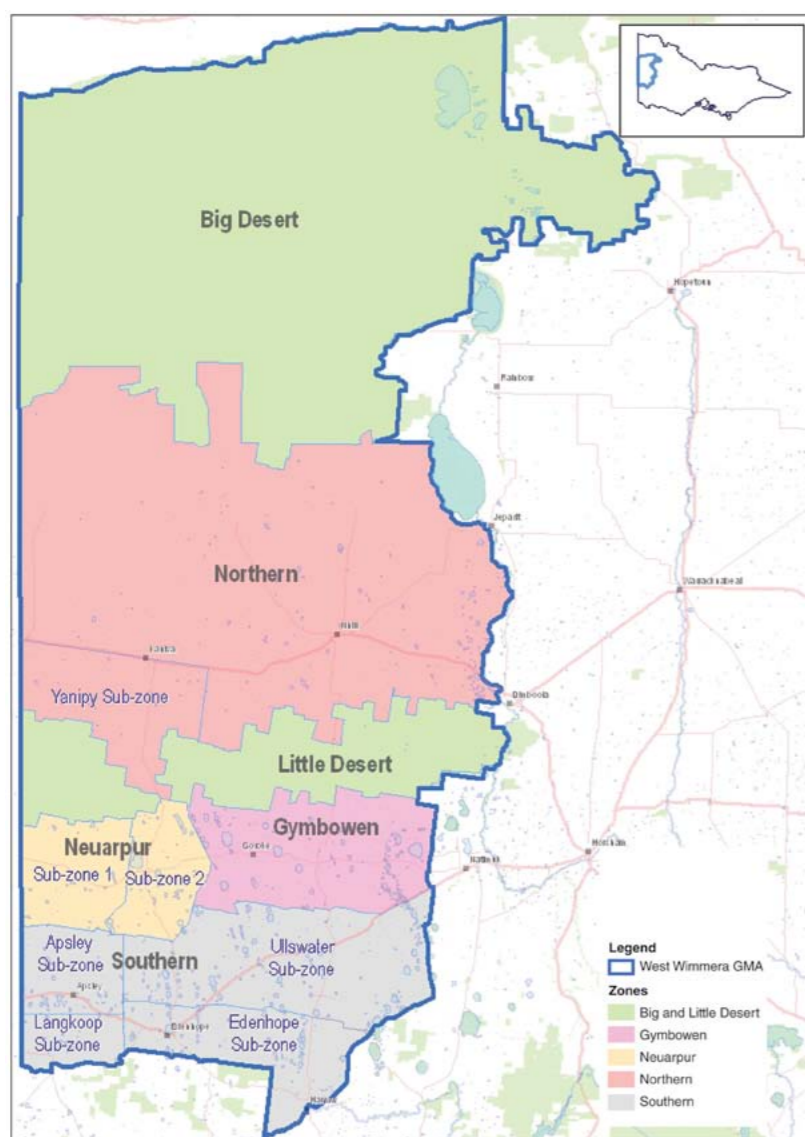 Big Desert
Hopetoun
Rainbow
Jeparit
Northern
Warracknabeal
Nhill
Kaniva
Yanipy Sub-zone
Dimboola
Little Desert
Neuarpur
Gymbowen
Sub-zone 1
Sub-zone 2
Goroke
Natimuk
Horsham
Apsley
Sub-zone
Southern
Ullswater
Sub-zone
Apsley
Langkoop
Sub-zone
Edenhope
Edenhope
Sub-zone
Harrow
Legend
West Wimmera GMA
Zones
Big and Little Desert
Gymbowen
Neuarpur
Northern
Southern